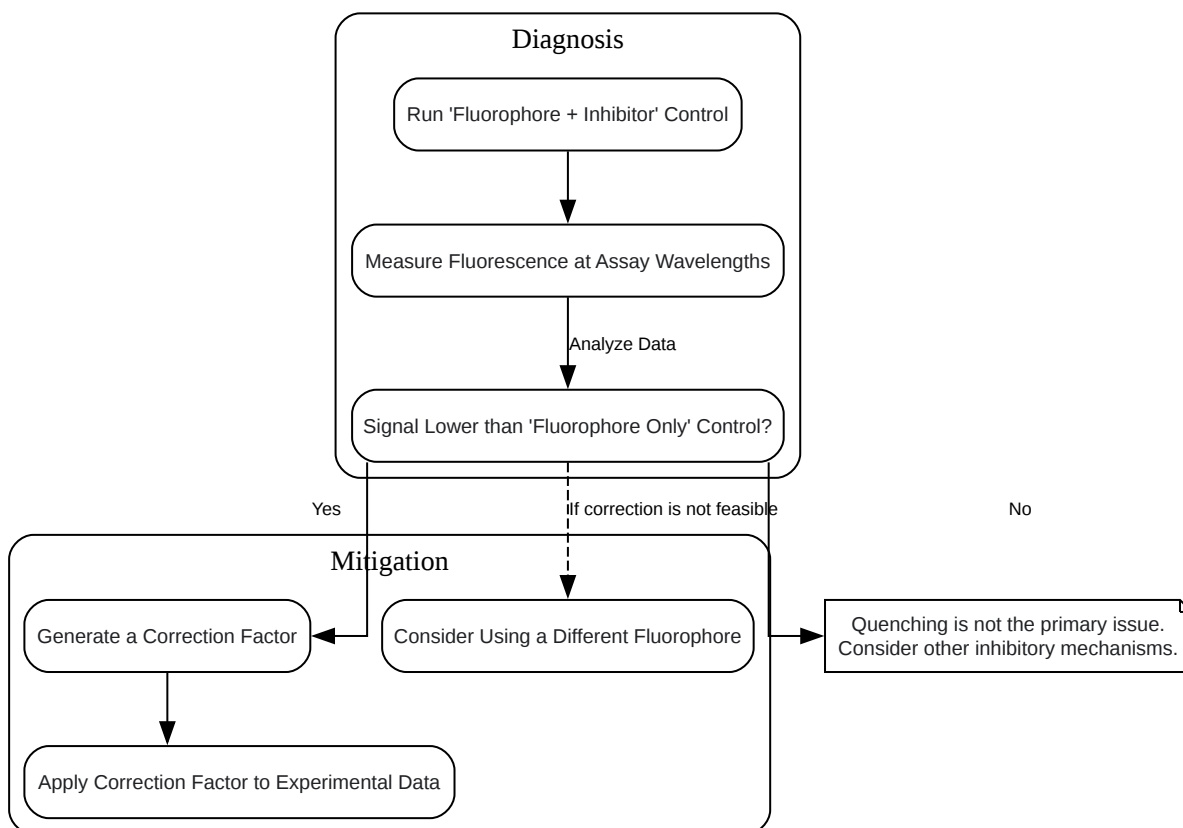 Diagnosis
Run 'Fluorophore + Inhibitor' Control
Measure Fluorescence at Assay Wavelengths
Analyze Data
Signal Lower than 'Fluorophore Only' Control?
Yes
If correction is not feasible
No
Mitigation
Generate a Correction Factor
Consider Using a Different Fluorophore
Quenching is not the primary issue.
Consider other inhibitory mechanisms.
Apply Correction Factor to Experimental Data